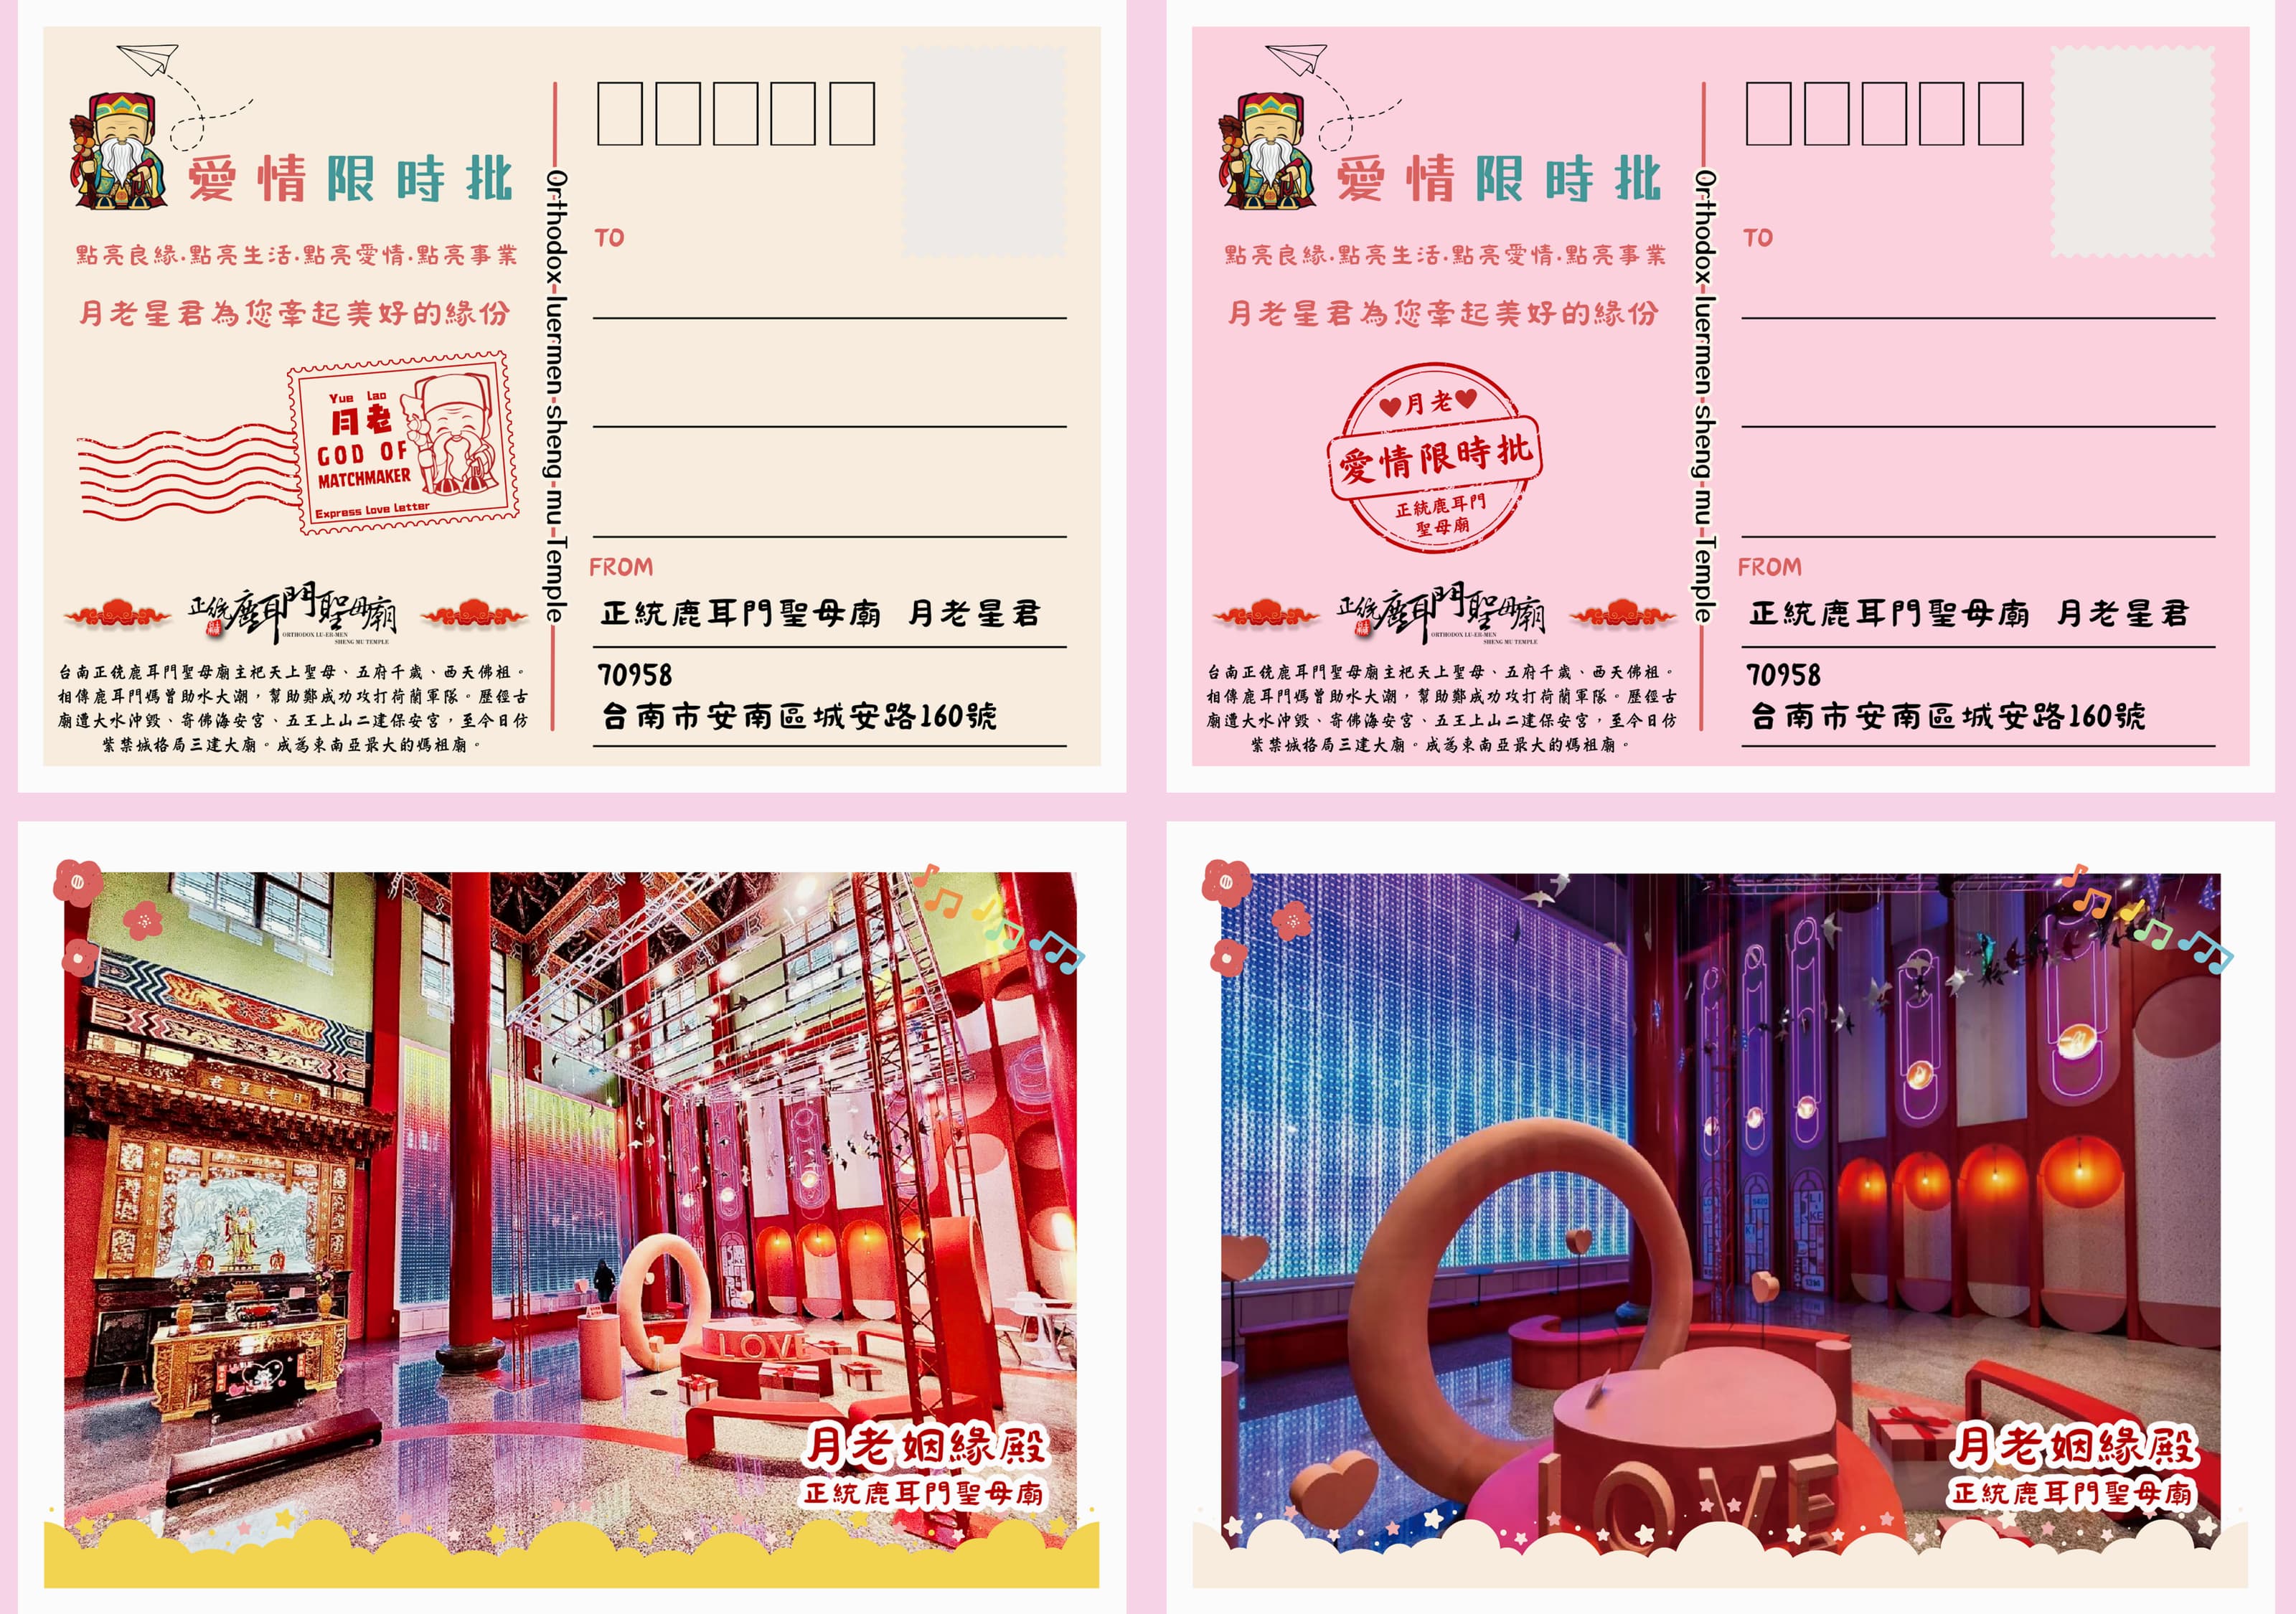 愛情限時批
點亮良緣.點亮生活.點亮愛情.點亮事業
月老星君為您牽起美好的緣份
Yue Lao
月老
GOD OF
MATCHMAKER
Express Love Letter
正統鹿耳門聖母廟
ORTHODOX LU-ER-MEN
SHENG MU TEMPLE
台南正統鹿耳門聖母廟主祀天上聖母、五府千歲、西天佛祖。
相傳鹿耳門媽曾助水大潮，幫助鄭成功攻打荷蘭軍隊。歷經古
廟遭大水沖毀、寄佛海安宮、五王上山二建保安宮，至今日仿
紫禁城格局三建大廟。成為東南亞最大的媽祖廟。
Orthodox-luermen-sheng-mu-Temple
TO
FROM
正統鹿耳門聖母廟 月老星君
70958
台南市安南區城安路160號
愛情限時批
點亮良緣.點亮生活.點亮愛情.點亮事業
月老星君為您牽起美好的緣份
月老
愛情限時批
正統鹿耳門
聖母廟
正統鹿耳門聖母廟
ORTHODOX LU-ER-MEN
SHENG MU TEMPLE
台南正統鹿耳門聖母廟主祀天上聖母、五府千歲、西天佛祖。
相傳鹿耳門媽曾助水大潮，幫助鄭成功攻打荷蘭軍隊。歷經古
廟遭大水沖毀、寄佛海安宮、五王上山二建保安宮，至今日仿
紫禁城格局三建大廟。成為東南亞最大的媽祖廟。
Orthodox-luermen-sheng-mu-Temple
TO
FROM
正統鹿耳門聖母廟 月老星君
70958
台南市安南區城安路160號
君星老月
LOVE
月老姻緣殿
正統鹿耳門聖母廟
LOVE
月老姻緣殿
正統鹿耳門聖母廟